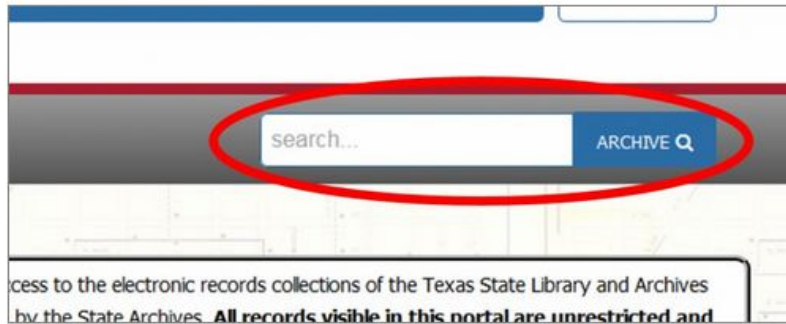 search...
ARCHIVE
ccess to the electronic records collections of the Texas State Library and Archives
by the State Archives. All records visible in this portal are unrestricted and